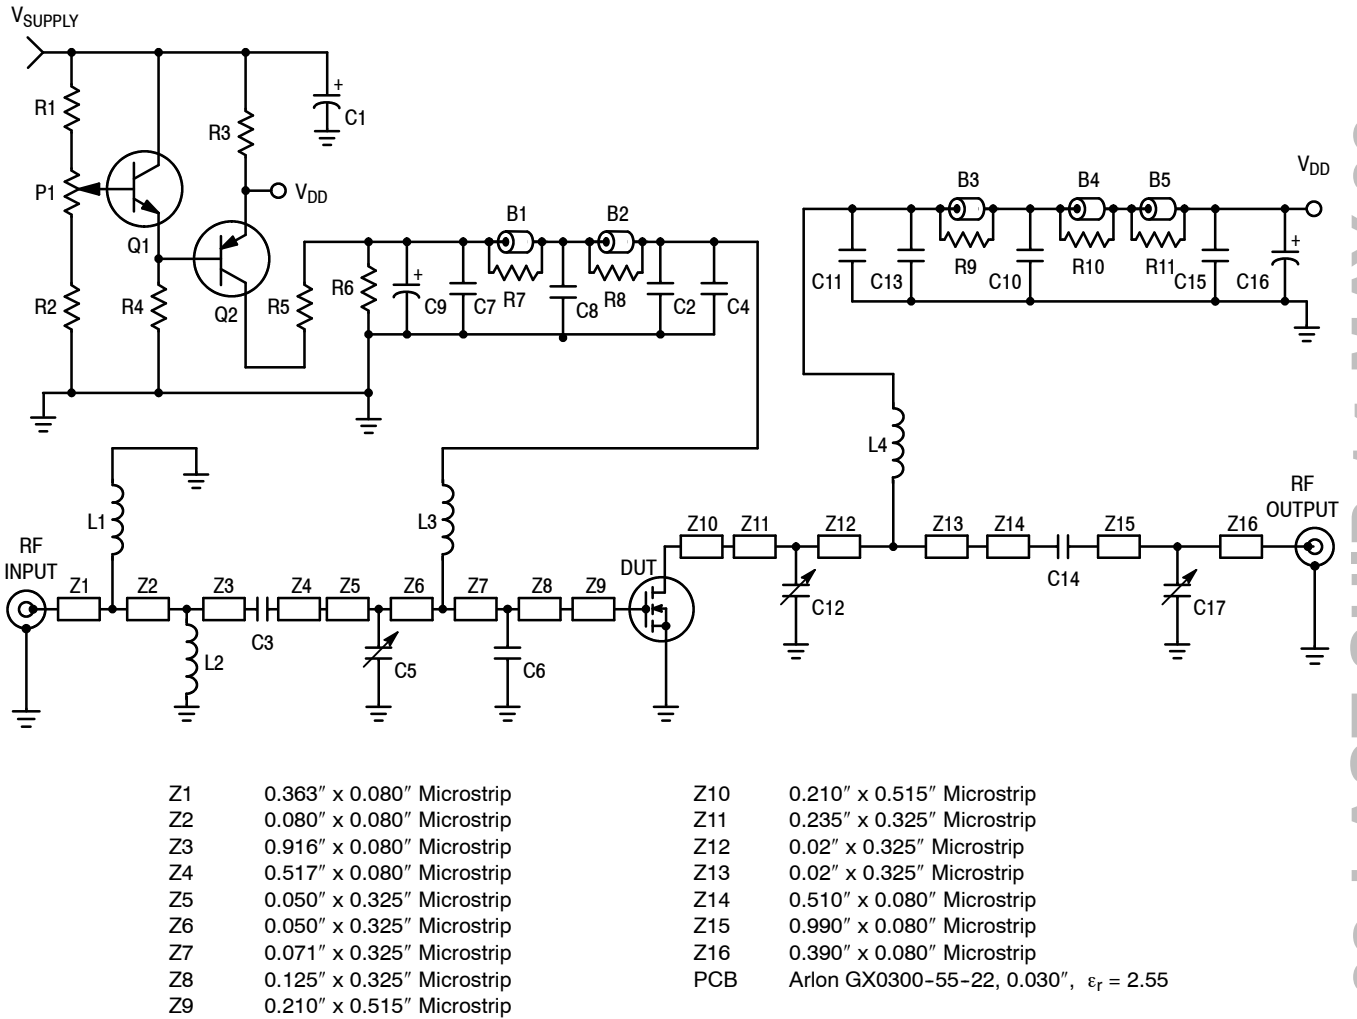 V_SUPPLY
R1
P1
R2
Q1
R4
R3
V_DD
Q2
R5
C1
+
R6
+
C9
C7
B1
R7
C8
B2
R8
C2
C4
B3
R9
B4
R10
B5
R11
V_DD
C11
C13
C10
C15
C16
+
L4
L1
L3
RF
INPUT
Z1
Z2
Z3
Z4
Z5
Z6
Z7
Z8
Z9
L2
C3
C5
C6
DUT
Z10
Z11
Z12
Z13
Z14
Z15
Z16
C12
C14
C17
RF
OUTPUT
Z1 0.363″ x 0.080″ Microstrip
Z2 0.080″ x 0.080″ Microstrip
Z3 0.916″ x 0.080″ Microstrip
Z4 0.517″ x 0.080″ Microstrip
Z5 0.050″ x 0.325″ Microstrip
Z6 0.050″ x 0.325″ Microstrip
Z7 0.071″ x 0.325″ Microstrip
Z8 0.125″ x 0.325″ Microstrip
Z9 0.210″ x 0.515″ Microstrip
Z10 0.210″ x 0.515″ Microstrip
Z11 0.235″ x 0.325″ Microstrip
Z12 0.02″ x 0.325″ Microstrip
Z13 0.02″ x 0.325″ Microstrip
Z14 0.510″ x 0.080″ Microstrip
Z15 0.990″ x 0.080″ Microstrip
Z16 0.390″ x 0.080″ Microstrip
PCB Arlon GX0300-55-22, 0.030″, ε_r = 2.55